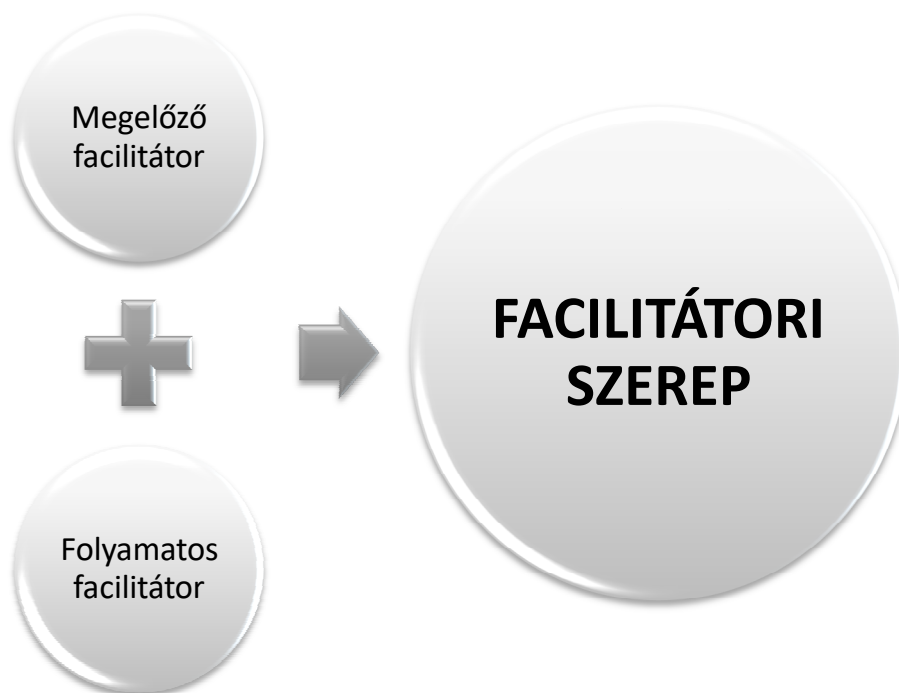 Megelőző
facilitátor
Folyamatos
facilitátor
FACILITÁTORI
SZEREP